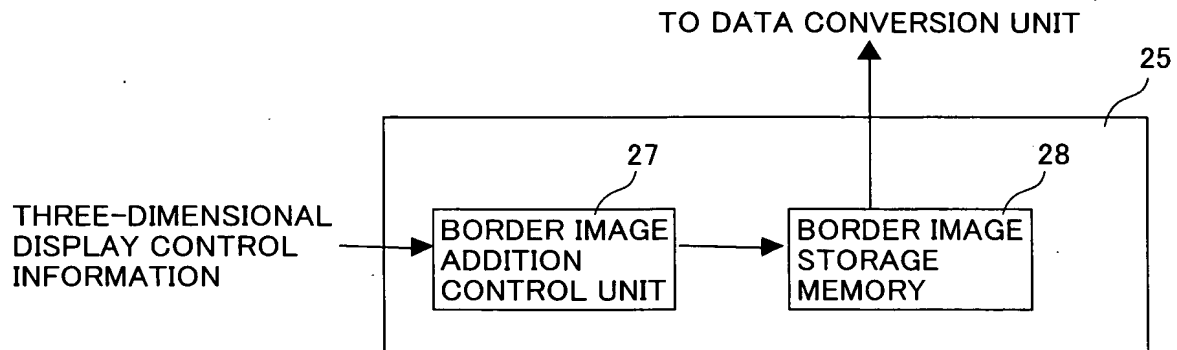 TO DATA CONVERSION UNIT
25
27
28
THREE-DIMENSIONAL
DISPLAY CONTROL
INFORMATION
BORDER IMAGE
ADDITION
CONTROL UNIT
BORDER IMAGE
STORAGE
MEMORY